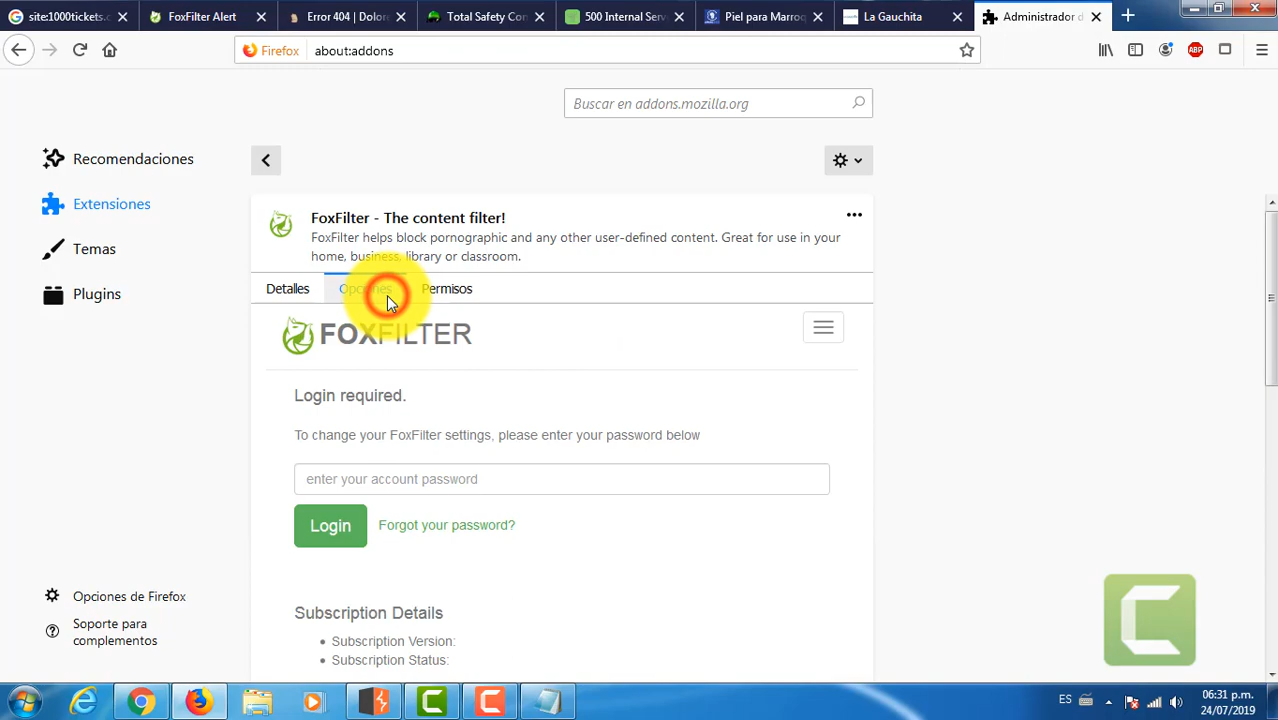 site:1000tickets.c
FoxFilter Alert
Error 404 | Dolore
Total Safety Con
500 Internal Serv
Piel para Marroq
La Gauchita
Administrador d
Firefox
about:addons
ABP
Buscar en addons.mozilla.org
Recomendaciones
Extensiones
Temas
Plugins
FoxFilter - The content filter!
FoxFilter helps block pornographic and any other user-defined content. Great for use in your
home, business, library or classroom.
Detalles Opciones Permisos
FOXFILTER
Login required.
To change your FoxFilter settings, please enter your password below
enter your account password
Login Forgot your password?
Subscription Details
• Subscription Version:
• Subscription Status:
Opciones de Firefox
Soporte para
complementos
ES
06:31 p.m.
24/07/2019